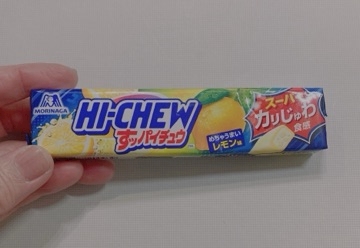 MORINAGA
HI-CHEW
すッパイチュウ
めちゃうまい
レモン味
スーパー
カリじゅわ
食感